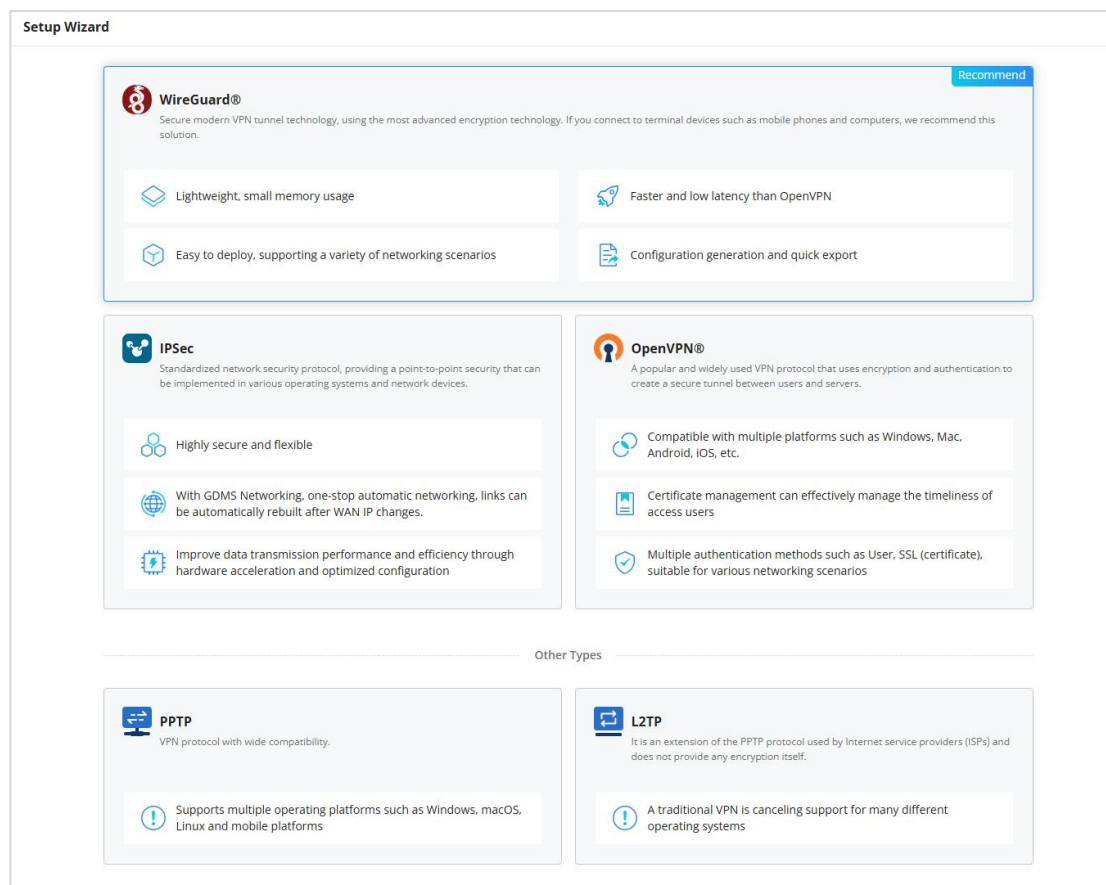 Setup Wizard
Recommend
WireGuard®
Secure modern VPN tunnel technology, using the most advanced encryption technology. If you connect to terminal devices such as mobile phones and computers, we recommend this
solution.
Lightweight, small memory usage
Faster and low latency than OpenVPN
Easy to deploy, supporting a variety of networking scenarios
Configuration generation and quick export
IPSec
Standardized network security protocol, providing a point-to-point security that can
be implemented in various operating systems and network devices.
Highly secure and flexible
With GDMS Networking, one-stop automatic networking, links can
be automatically rebuilt after WAN IP changes.
Improve data transmission performance and efficiency through
hardware acceleration and optimized configuration
OpenVPN®
A popular and widely used VPN protocol that uses encryption and authentication to
create a secure tunnel between users and servers.
Compatible with multiple platforms such as Windows, Mac,
Android, iOS, etc.
Certificate management can effectively manage the timeliness of
access users
Multiple authentication methods such as User, SSL (certificate),
suitable for various networking scenarios
Other Types
PPTP
VPN protocol with wide compatibility.
Supports multiple operating platforms such as Windows, macOS,
Linux and mobile platforms
L2TP
It is an extension of the PPTP protocol used by Internet service providers (ISPs) and
does not provide any encryption itself.
A traditional VPN is canceling support for many different
operating systems